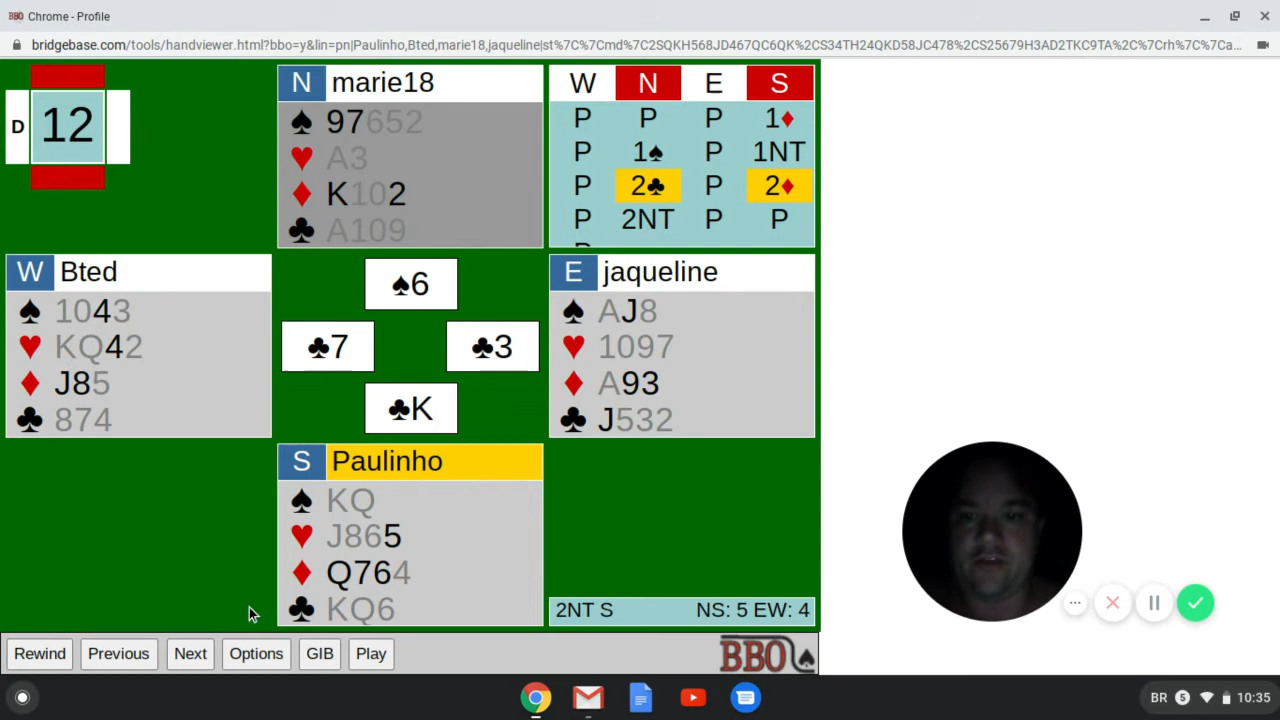 BBO Chrome - Profile
bridgebase.com/tools/handviewer.html?bbo=y&lin=pn|Paulinho,Bted,marie18,jaqueline|st%7C%7Cmd%7C2SQKH568JD467QC6QK%2CS34TH24QKD58JC478%2CS25679H3AD2TKC9TA%2C%7Crh%7C%7Ca...
D 12
N marie18
♠ 97652
♥ A3
♦ K102
♣ A109
W N E S
P P P 1♦
P 1♠ P 1NT
P 2♣ P 2♦
P 2NT P P
W Bted
♠ 1043
♥ KQ42
♦ J85
♣ 874
♠6
♣7 ♣3
♣K
E jaqueline
♠ AJ8
♥ 1097
♦ A93
♣ J532
S Paulinho
♠ KQ
♥ J865
♦ Q764
♣ KQ6
2NT S NS: 5 EW: 4
Rewind Previous Next Options GIB Play
BBO
BR 5 10:35